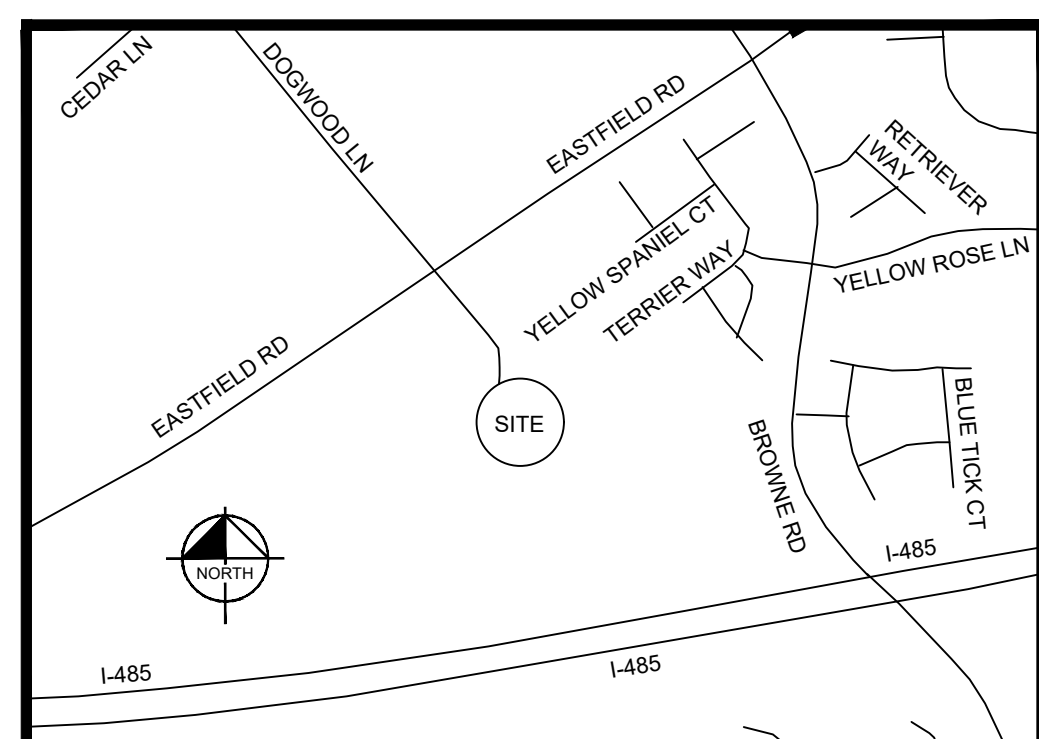 CEDAR LN
DOGWOOD LN
EASTFIELD RD
RETRIEVER
WAY
YELLOW SPANIEL CT
TERRIER WAY
YELLOW ROSE LN
EASTFIELD RD
SITE
BLUE TICK CT
BROWNE RD
I-485
NORTH
I-485
I-485